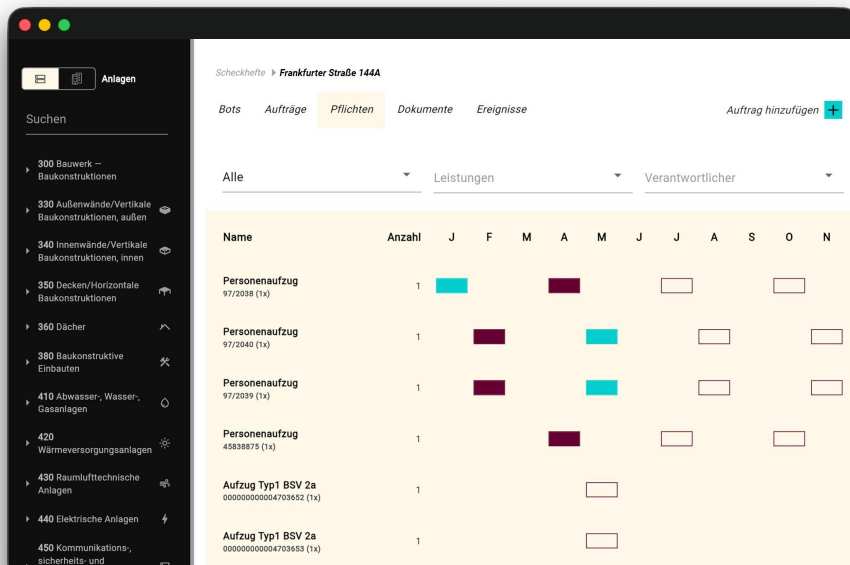 Anlagen
Suchen
300 Bauwerk —
Baukonstruktionen
330 Außenwände/Vertikale
Baukonstruktionen, außen
340 Innenwände/Vertikale
Baukonstruktionen, innen
350 Decken/Horizontale
Baukonstruktionen
360 Dächer
380 Baukonstruktive
Einbauten
410 Abwasser-, Wasser-,
Gasanlagen
420
Wärmeversorgungsanlagen
430 Raumlufttechnische
Anlagen
440 Elektrische Anlagen
450 Kommunikations-,
sicherheits- und
Scheckhefte Frankfurter Straße 144A
Bots Aufträge Pflichten Dokumente Ereignisse Auftrag hinzufügen
Alle Leistungen Verantwortlicher
Name Anzahl J F M A M J J A S O N
Personenaufzug
97/2038 (1x) 1
Personenaufzug
97/2040 (1x) 1
Personenaufzug
97/2039 (1x) 1
Personenaufzug
45838875 (1x) 1
Aufzug Typ1 BSV 2a
000000000004703652 (1x) 1
Aufzug Typ1 BSV 2a
000000000004703653 (1x) 1